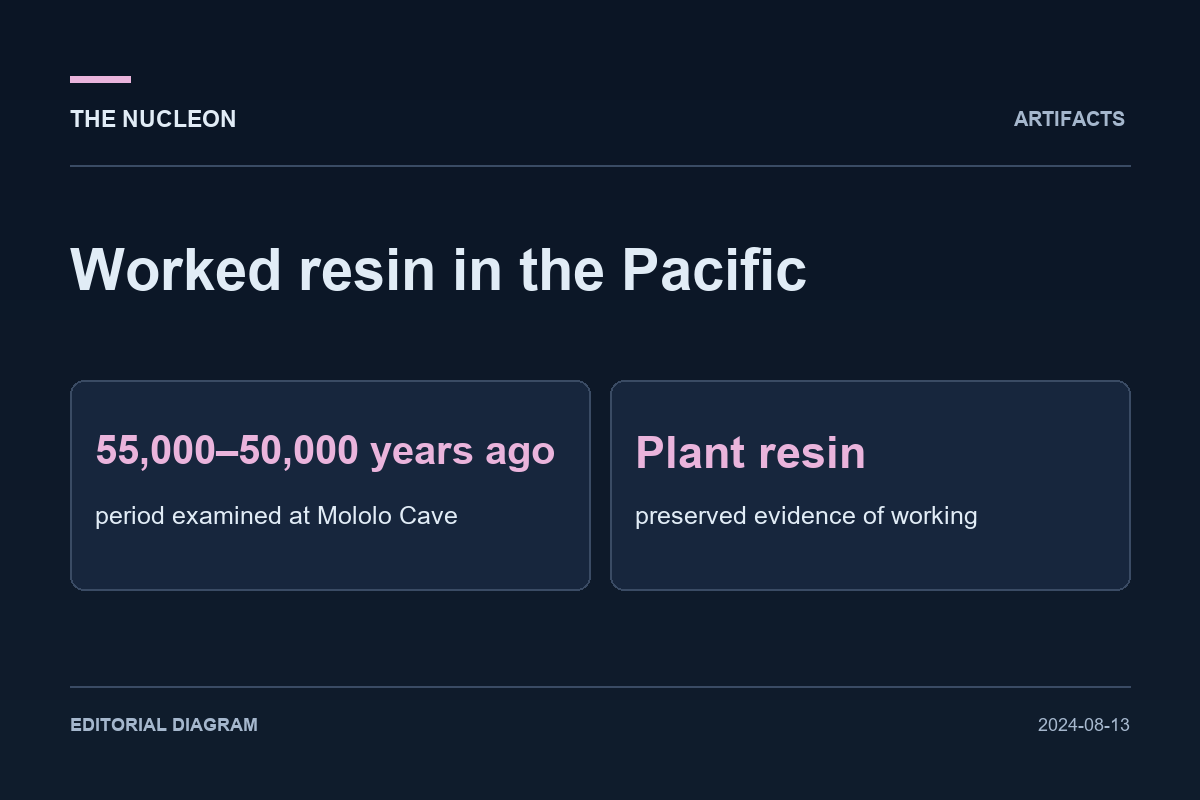 THE NUCLEON
ARTIFACTS
Worked resin in the Pacific
55,000–50,000 years ago
period examined at Mololo Cave
Plant resin
preserved evidence of working
EDITORIAL DIAGRAM
2024-08-13